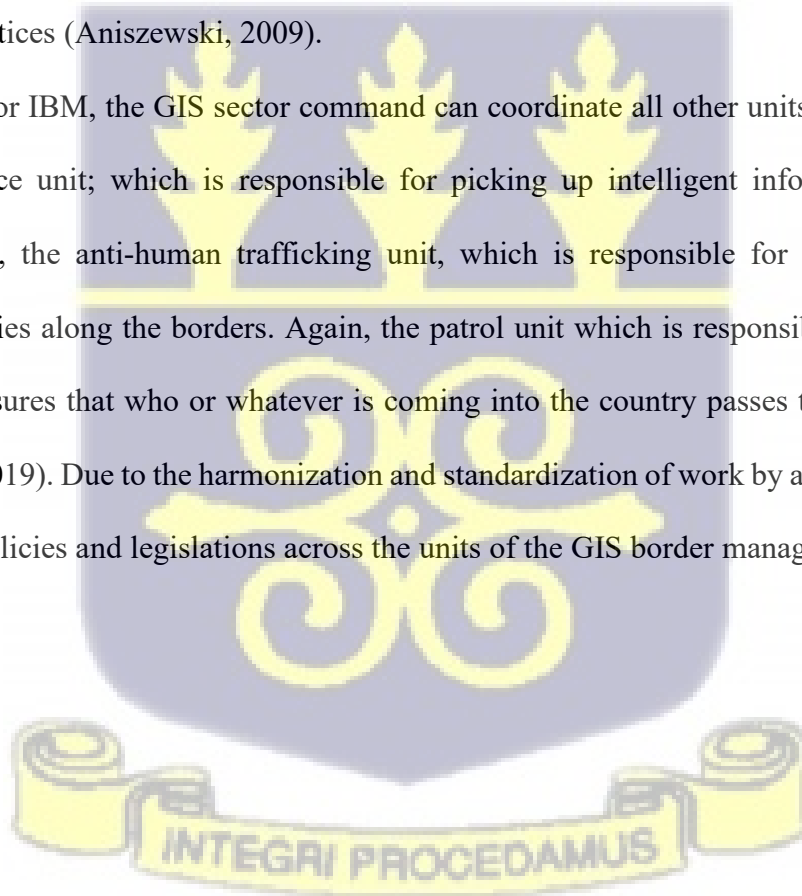 tices (Aniszewski, 2009).
or IBM, the GIS sector command can coordinate all other units
ce unit; which is responsible for picking up intelligent info
, the anti-human trafficking unit, which is responsible for
ies along the borders. Again, the patrol unit which is responsib
sures that who or whatever is coming into the country passes t
019). Due to the harmonization and standardization of work by a
licies and legislations across the units of the GIS border manag
INTEGRI PROCEDAMUS